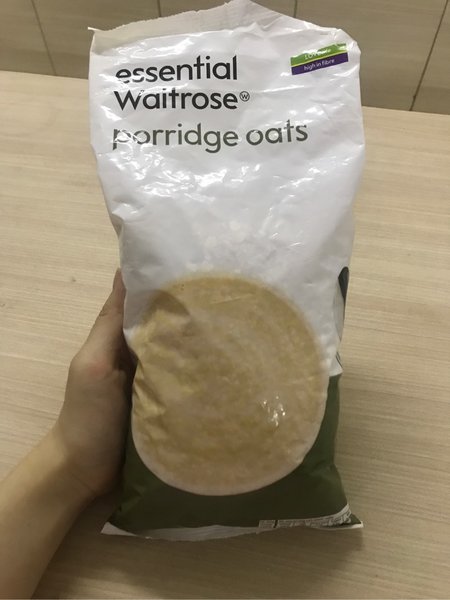 essential
Waitrose
porridge oats
high in fibre